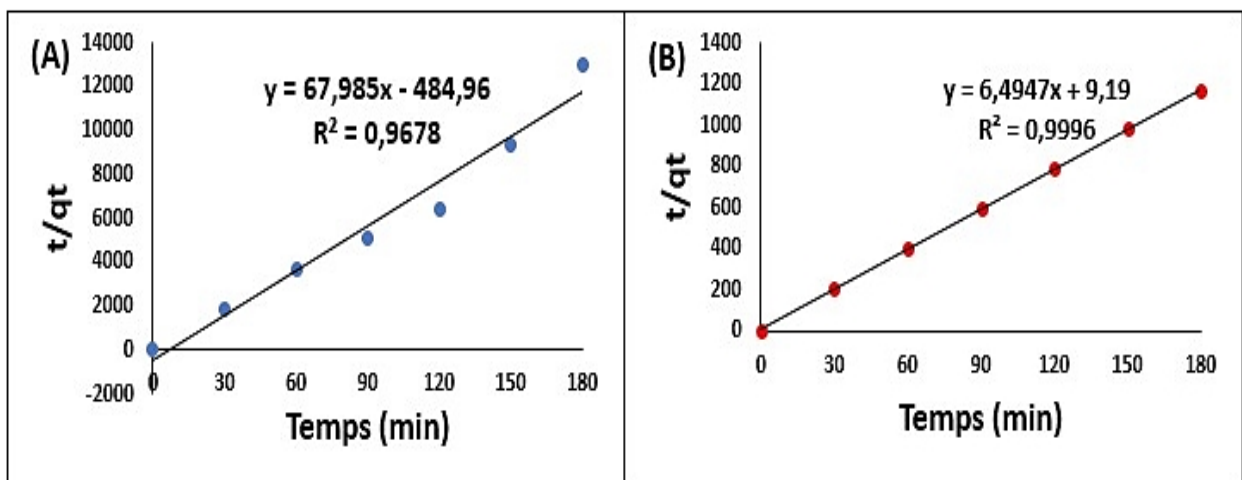 (A)
y = 67,985x - 484,96
R² = 0,9678
t/qt
14000
12000
10000
8000
6000
4000
2000
0
-2000
0 30 60 90 120 150 180
Temps (min)
(B)
y = 6,4947x + 9,19
R² = 0,9996
t/qt
1400
1200
1000
800
600
400
200
0
0 30 60 90 120 150 180
Temps (min)